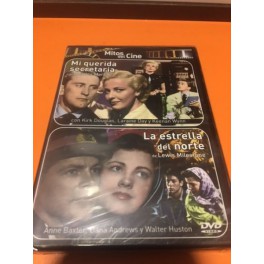 Mitos del Cine
Mi querida
secretaria
con Kirk Douglas, Laraine Day y Keenan Wynn
La estrella
del norte
de Lewis Milestone
Anne Baxter, Dana Andrews y Walter Huston
DVD